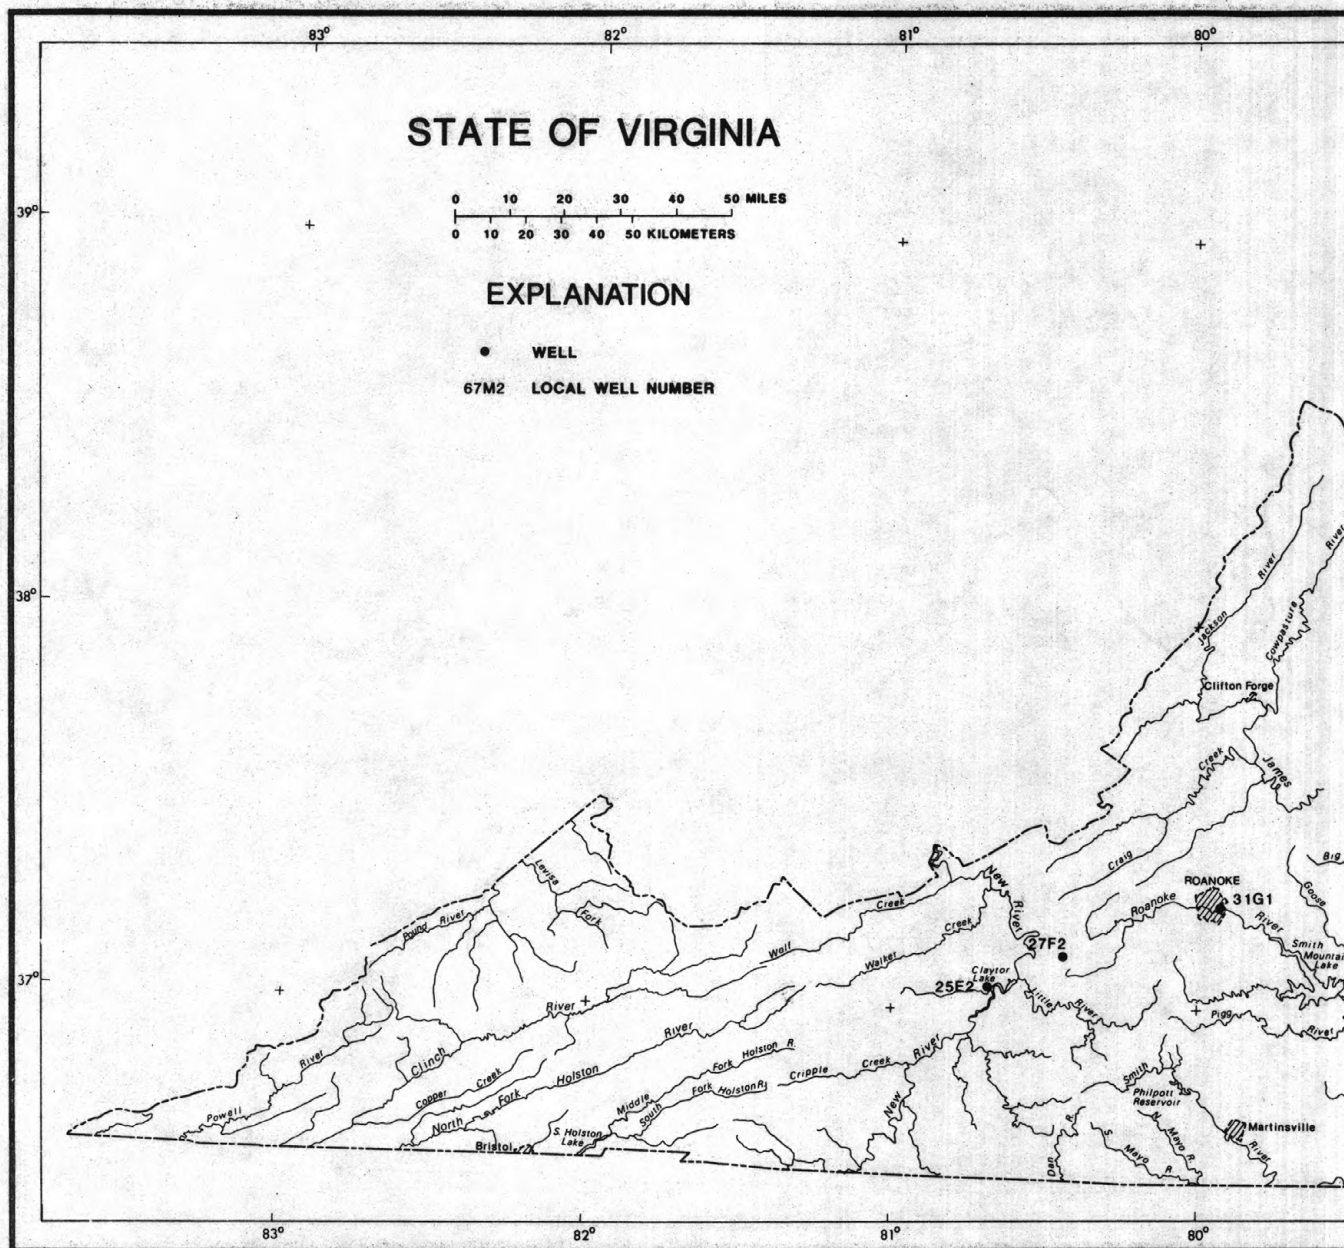 83° 82° 81° 80°
STATE OF VIRGINIA
0 10 20 30 40 50 MILES
0 10 20 30 40 50 KILOMETERS
39°
EXPLANATION
WELL
67M2 LOCAL WELL NUMBER
38°
River
River
Jackson
Cowpasture
Clifton Forge
Creek
James
Craig
Big
Levisa
Fork
Pound River
New
River
ROANOKE
31G1
Roanoke
River
Goose
Creek
Wolf
Creek
Walker
27F2
Smith
Mountai
Lake
37°
Claytor
Lake
25E2
Little
River
Pigg
River
River
Clinch
River
River
Powell
Copper Creek
North Fork Holston
Middle Fork Holston R.
South Fork Holston R.
Cripple Creek
New River
New
S. Holston
Lake
Bristol
Smith
Philpott
Reservoir
Martinsville
River
Dan R.
S. Mayo R.
N. Mayo R.
83° 82° 81° 80°